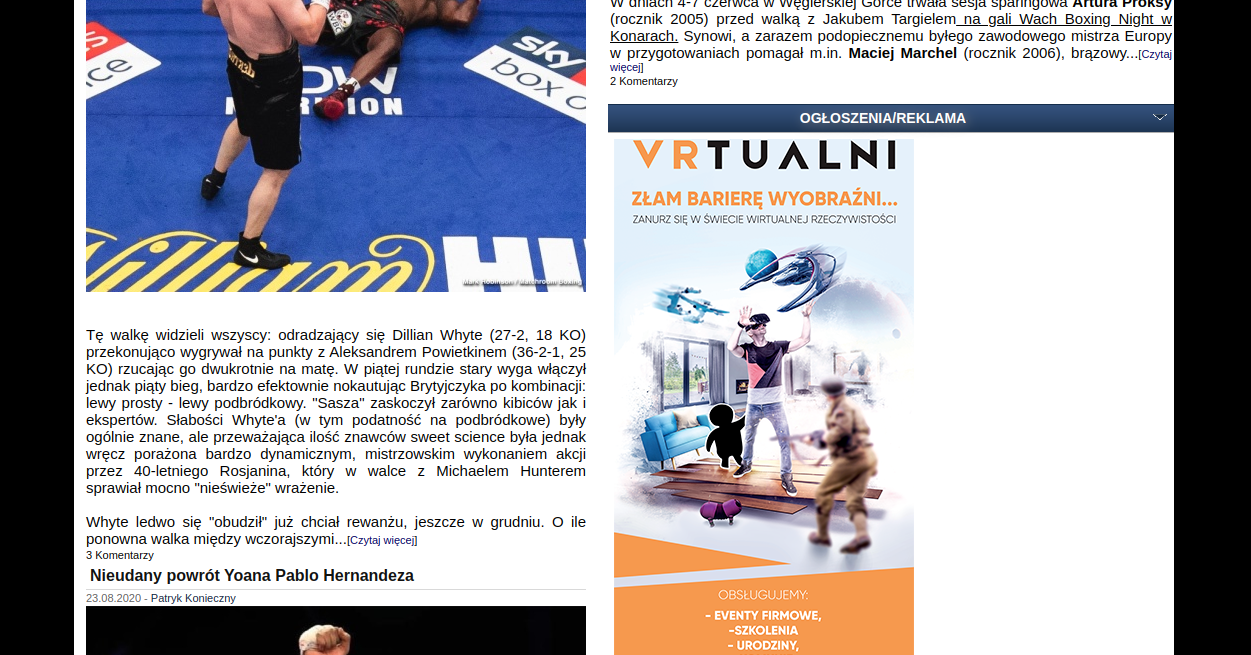 sky
box o
HI
Mark Robinson / Matchroom Boxing
Tę walkę widzieli wszyscy: odradzający się Dillian Whyte (27-2, 18 KO)
przekonująco wygrywał na punkty z Aleksandrem Powietkinem (36-2-1, 25
KO) rzucając go dwukrotnie na matę. W piątej rundzie stary wyga włączył
jednak piąty bieg, bardzo efektownie nokautując Brytyjczyka po kombinacji:
lewy prosty - lewy podbródkowy. "Sasza" zaskoczył zarówno kibiców jak i
ekspertów. Słabości Whyte'a (w tym podatność na podbródkowe) były
ogólnie znane, ale przeważająca ilość znawców sweet science była jednak
wręcz porażona bardzo dynamicznym, mistrzowskim wykonaniem akcji
przez 40-letniego Rosjanina, który w walce z Michaelem Hunterem
sprawiał mocno "nieświeże" wrażenie.
Whyte ledwo się "obudził" już chciał rewanżu, jeszcze w grudniu. O ile
ponowna walka między wczorajszymi...[Czytaj więcej]
3 Komentarzy
Nieudany powrót Yoana Pablo Hernandeza
23.08.2020 - Patryk Konieczny
W dniach 4-7 czerwca w Węgierskiej Górce trwała sesja sparingowa Artura Proksy
(rocznik 2005) przed walką z Jakubem Targielem na gali Wach Boxing Night w
Konarach. Synowi, a zarazem podopiecznemu byłego zawodowego mistrza Europy
w przygotowaniach pomagał m.in. Maciej Marchel (rocznik 2006), brązowy...[Czytaj
więcej]
2 Komentarzy
OGŁOSZENIA/REKLAMA
VRTUALNI
ZŁAM BARIERĘ WYOBRAŹNI...
ZANURZ SIĘ W ŚWIECIE WIRTUALNEJ RZECZYWISTOŚCI
OBSŁUGUJEMY:
- EVENTY FIRMOWE,
-SZKOLENIA
- URODZINY,